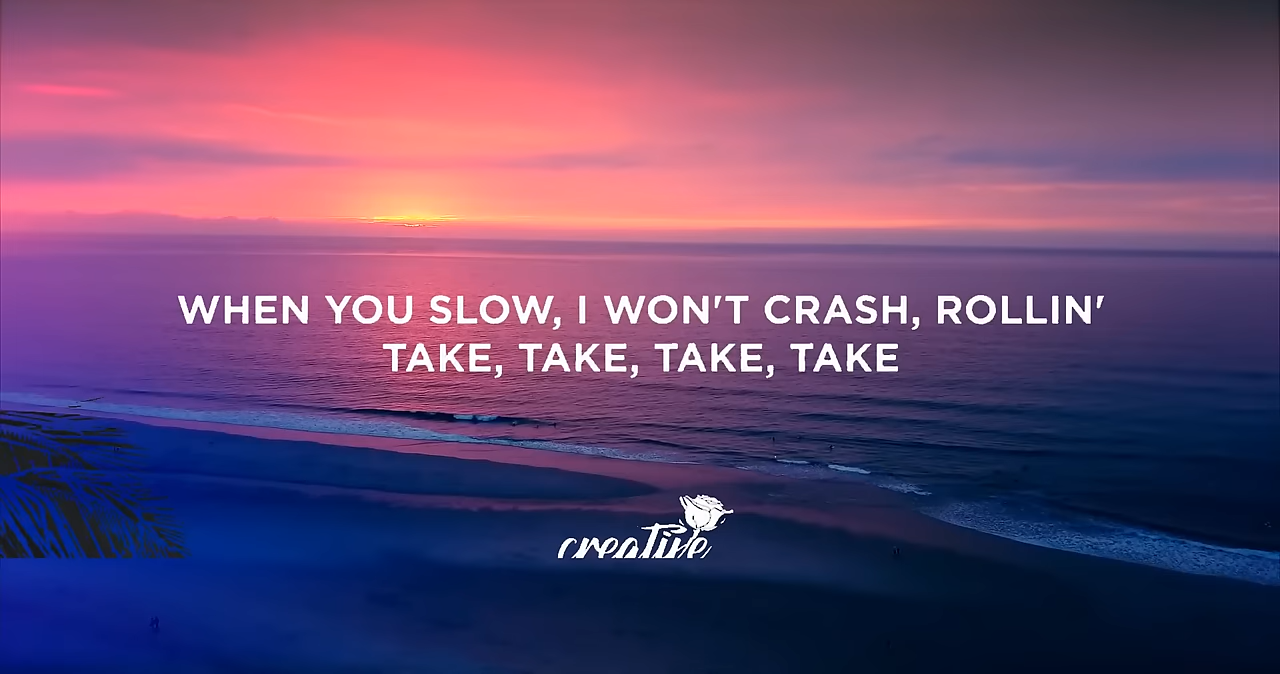 WHEN YOU SLOW, I WON'T CRASH, ROLLIN'
TAKE, TAKE, TAKE, TAKE
creative